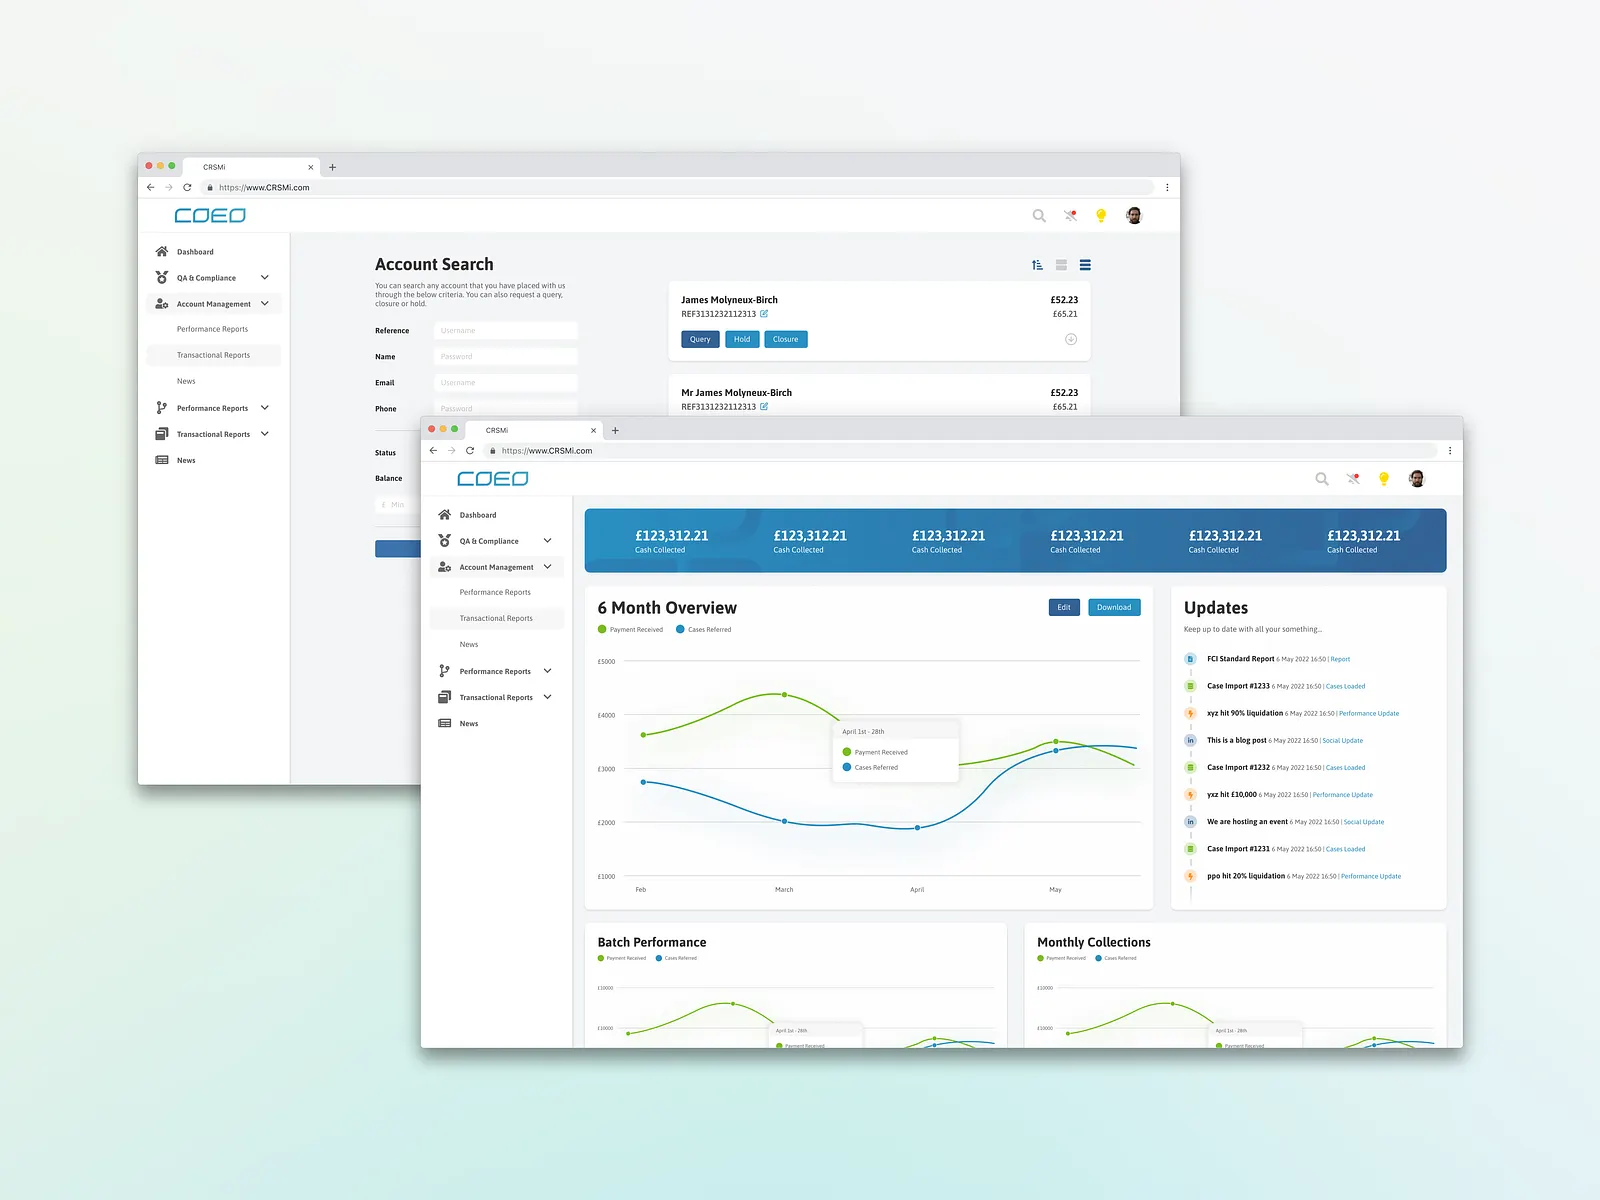 CRSMi
https://www.CRSMi.com
COEO
Dashboard
QA & Compliance
Account Management
Performance Reports
Transactional Reports
News
Performance Reports
Transactional Reports
News
Account Search
You can search any account that you have placed with us
through the below criteria. You can also request a query,
closure or hold.
Reference
Username
Name
Password
Email
Username
Phone
Password
Status
Balance
£ Min
James Molyneux-Birch
£52.23
REF3131232112313
£65.21
Query
Hold
Closure
Mr James Molyneux-Birch
£52.23
REF3131232112313
£65.21
CRSMi
https://www.CRSMi.com
COEO
Dashboard
QA & Compliance
Account Management
Performance Reports
Transactional Reports
News
Performance Reports
Transactional Reports
News
£123,312.21 £123,312.21 £123,312.21 £123,312.21 £123,312.21 £123,312.21
Cash Collected Cash Collected Cash Collected Cash Collected Cash Collected Cash Collected
6 Month Overview
Edit
Download
Payment Received Cases Referred
£5000
£4000
£3000
£2000
£1000
Feb March April May
April 1st - 28th
Payment Received
Cases Referred
Updates
Keep up to date with all your something...
FCI Standard Report 6 May 2022 16:50 | Report
Case Import #1233 6 May 2022 16:50 | Cases Loaded
xyz hit 90% liquidation 6 May 2022 16:50 | Performance Update
This is a blog post 6 May 2022 16:50 | Social Update
Case Import #1232 6 May 2022 16:50 | Cases Loaded
yxz hit £10,000 6 May 2022 16:50 | Performance Update
We are hosting an event 6 May 2022 16:50 | Social Update
Case Import #1231 6 May 2022 16:50 | Cases Loaded
ppo hit 20% liquidation 6 May 2022 16:50 | Performance Update
Batch Performance
Payment Received Cases Referred
£10000
£10000
April 1st - 28th
Payment Received
Monthly Collections
Payment Received Cases Referred
£10000
£10000
April 1st - 28th
Payment Received